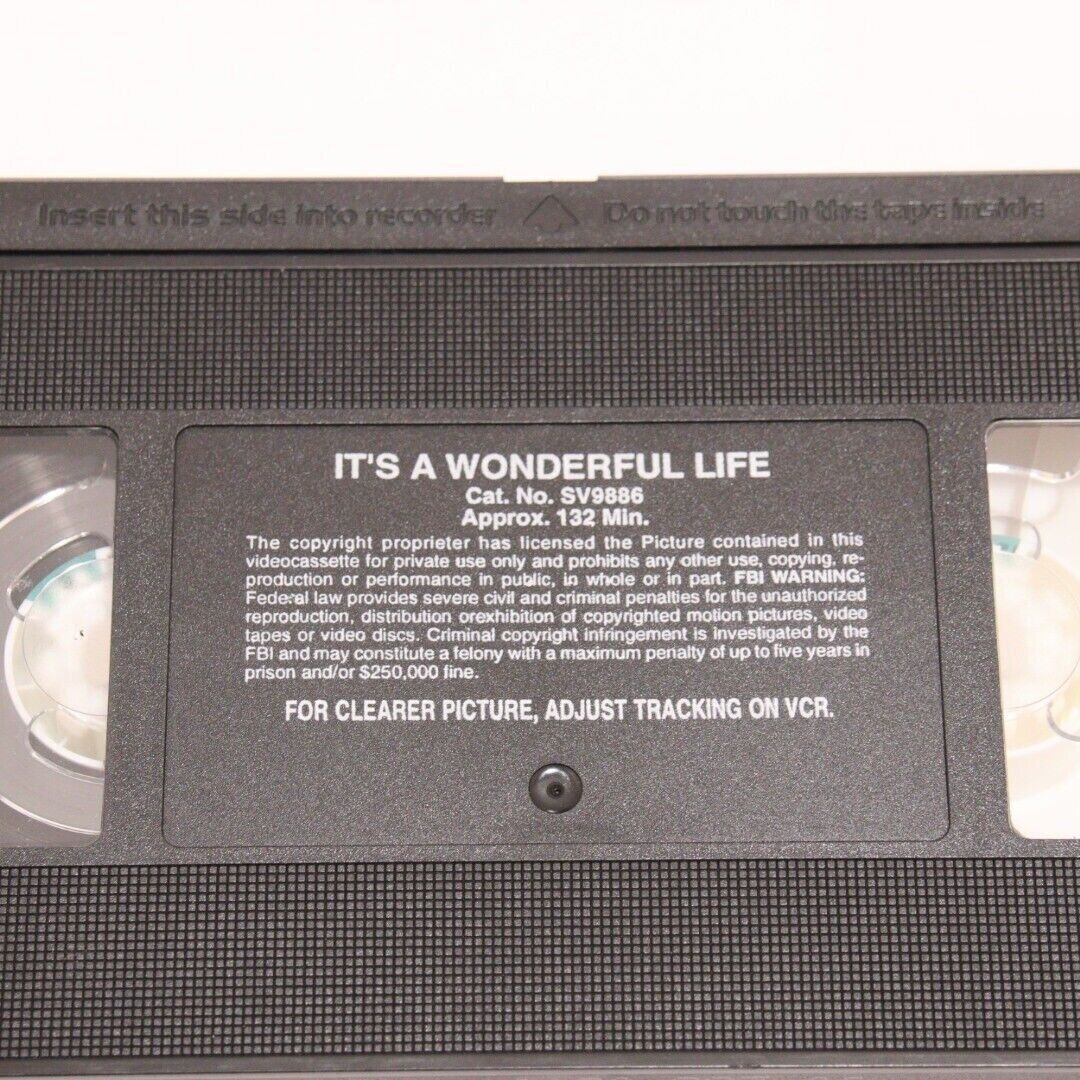 Insert this side into recorder Do not touch the tape inside
IT'S A WONDERFUL LIFE
Cat. No. SV9886
Approx. 132 Min.
The copyright proprieter has licensed the Picture contained in this
videocassette for private use only and prohibits any other use, copying, re-
production or performance in public, in whole or in part. FBI WARNING:
Federal law provides severe civil and criminal penalties for the unauthorized
reproduction, distribution orexhibition of copyrighted motion pictures, video
tapes or video discs. Criminal copyright infringement is investigated by the
FBI and may constitute a felony with a maximum penalty of up to five years in
prison and/or $250,000 fine.
FOR CLEARER PICTURE, ADJUST TRACKING ON VCR.